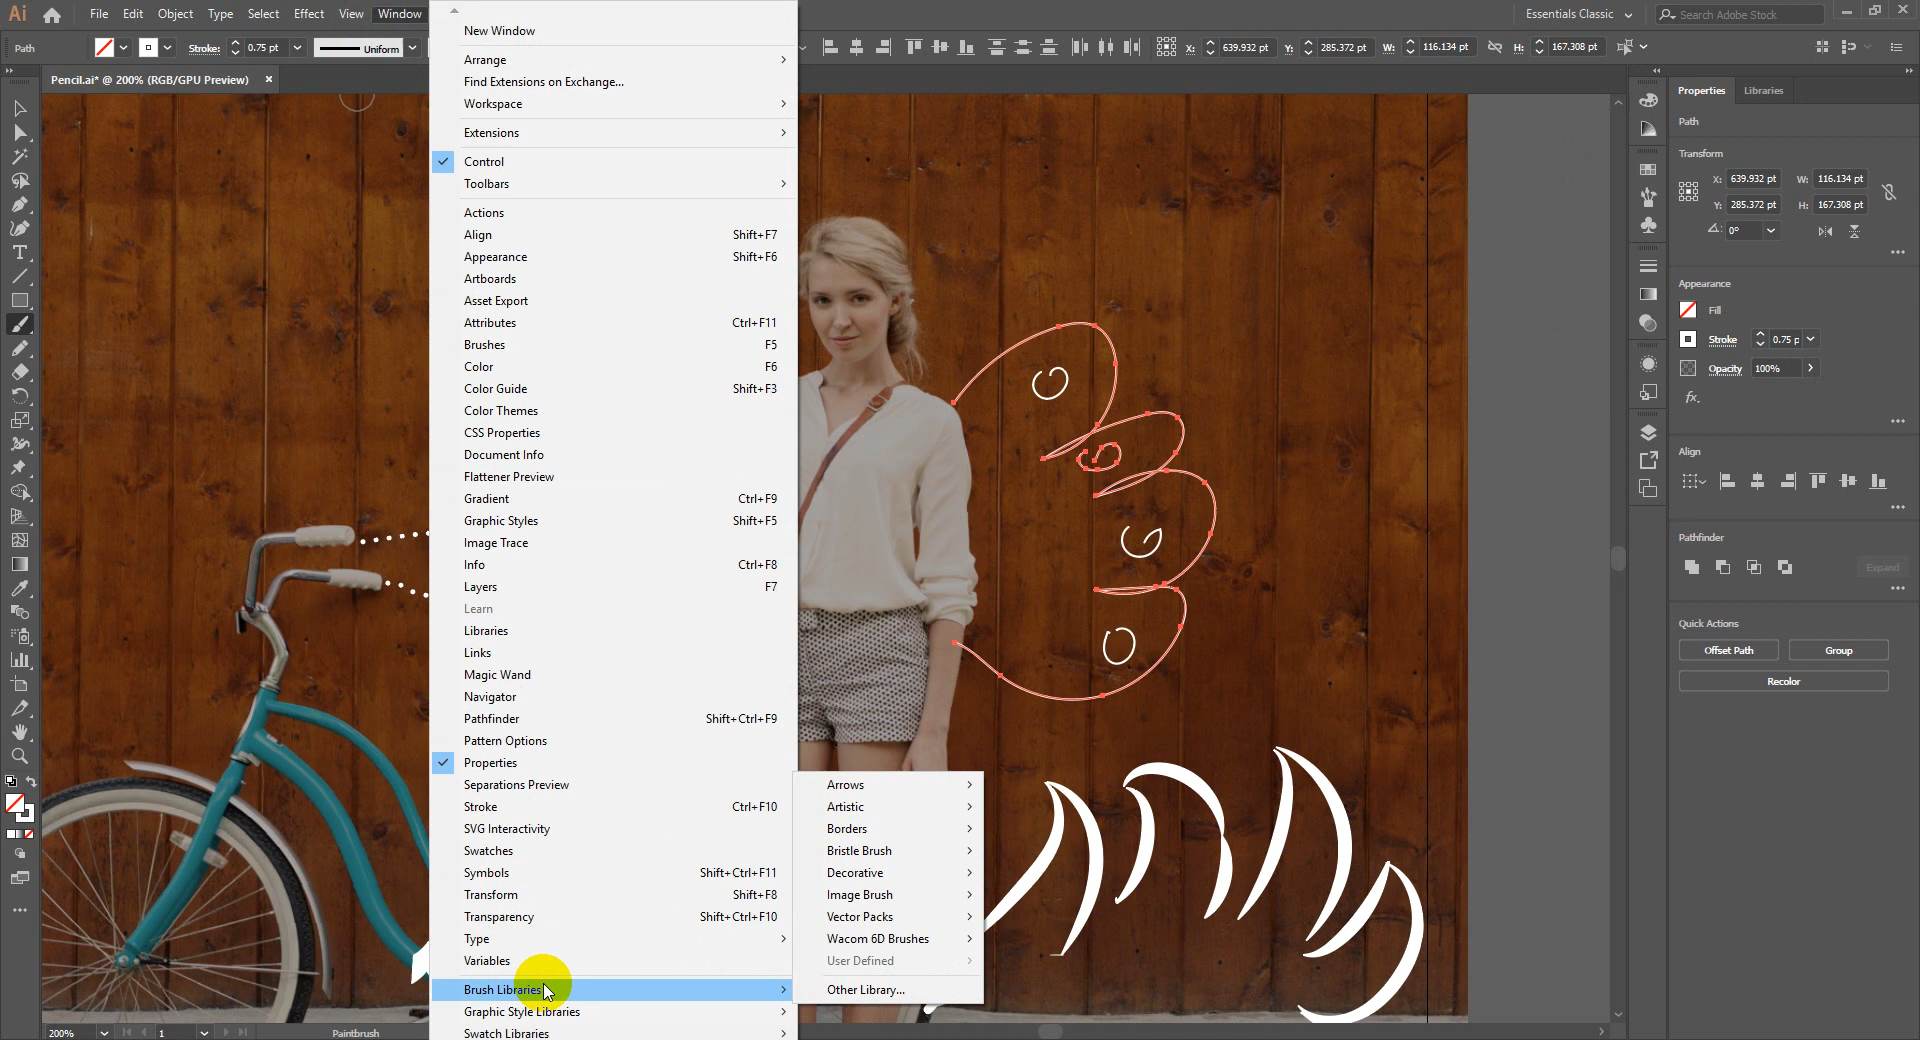 Ai File Edit Object Type Select Effect View Window Essentials Classic Search Adobe Stock
Path Stroke: 0.75 pt Uniform X: 639.932 pt Y: 285.372 pt W: 116.134 pt H: 167.308 pt
Pencil.ai* @ 200% (RGB/GPU Preview)
New Window
Arrange
Find Extensions on Exchange...
Workspace
Extensions
Control
Toolbars
Actions
Align Shift+F7
Appearance Shift+F6
Artboards
Asset Export
Attributes Ctrl+F11
Brushes F5
Color F6
Color Guide Shift+F3
Color Themes
CSS Properties
Document Info
Flattener Preview
Gradient Ctrl+F9
Graphic Styles Shift+F5
Image Trace
Info Ctrl+F8
Layers F7
Learn
Libraries
Links
Magic Wand
Navigator
Pathfinder Shift+Ctrl+F9
Pattern Options
Properties
Separations Preview
Stroke Ctrl+F10
SVG Interactivity
Swatches
Symbols Shift+Ctrl+F11
Transform Shift+F8
Transparency Shift+Ctrl+F10
Type
Variables
Brush Libraries
Graphic Style Libraries
Swatch Libraries
Arrows
Artistic
Borders
Bristle Brush
Decorative
Image Brush
Vector Packs
Wacom 6D Brushes
User Defined
Other Library...
Properties Libraries
Path
Transform
X: 639.932 pt W: 116.134 pt
Y: 285.372 pt H: 167.308 pt
0°
Appearance
Fill
Stroke 0.75 p
Opacity 100%
fx.
Align
Pathfinder
Expand
Quick Actions
Offset Path Group
Recolor
200% 1 Paintbrush